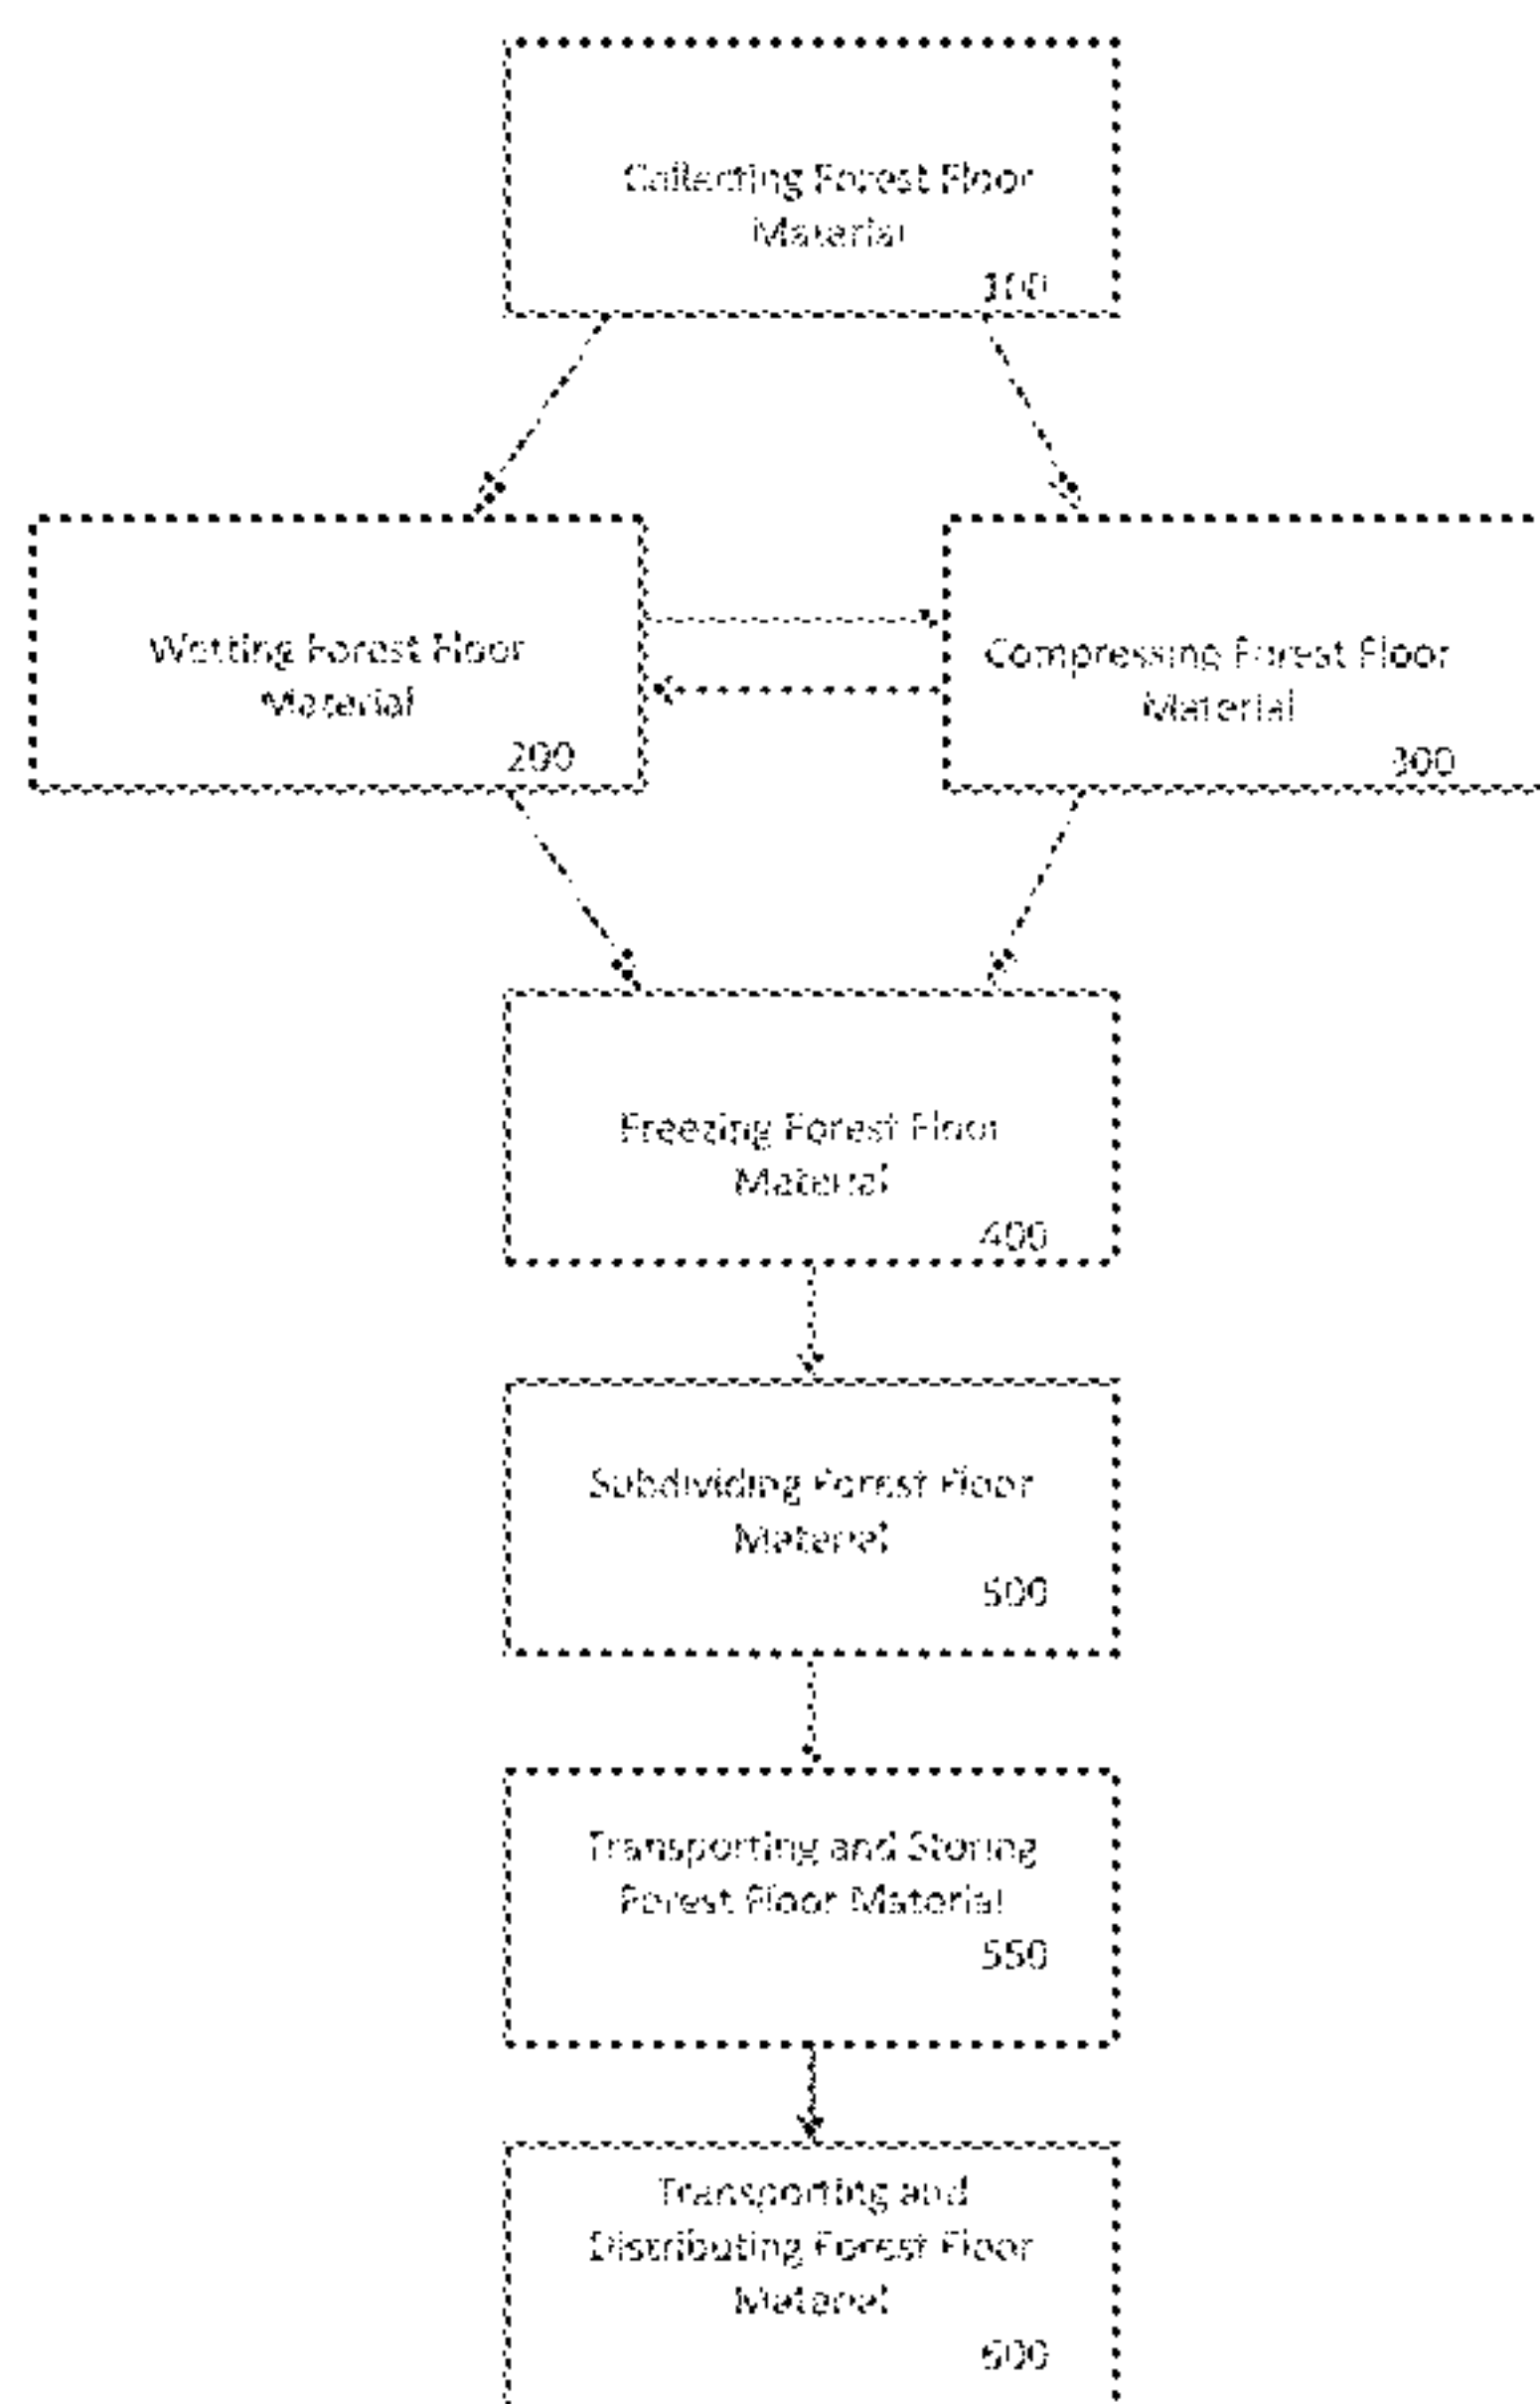 Collecting Forest Floor
Material
100
Wetting Forest Floor
Material
200
Compressing Forest Floor
Material
300
Freezing Forest Floor
Material
400
Subdividing Forest Floor
Material
500
Transporting and Storing
Forest Floor Material
550
Transporting and
Distributing Forest Floor
Material
600